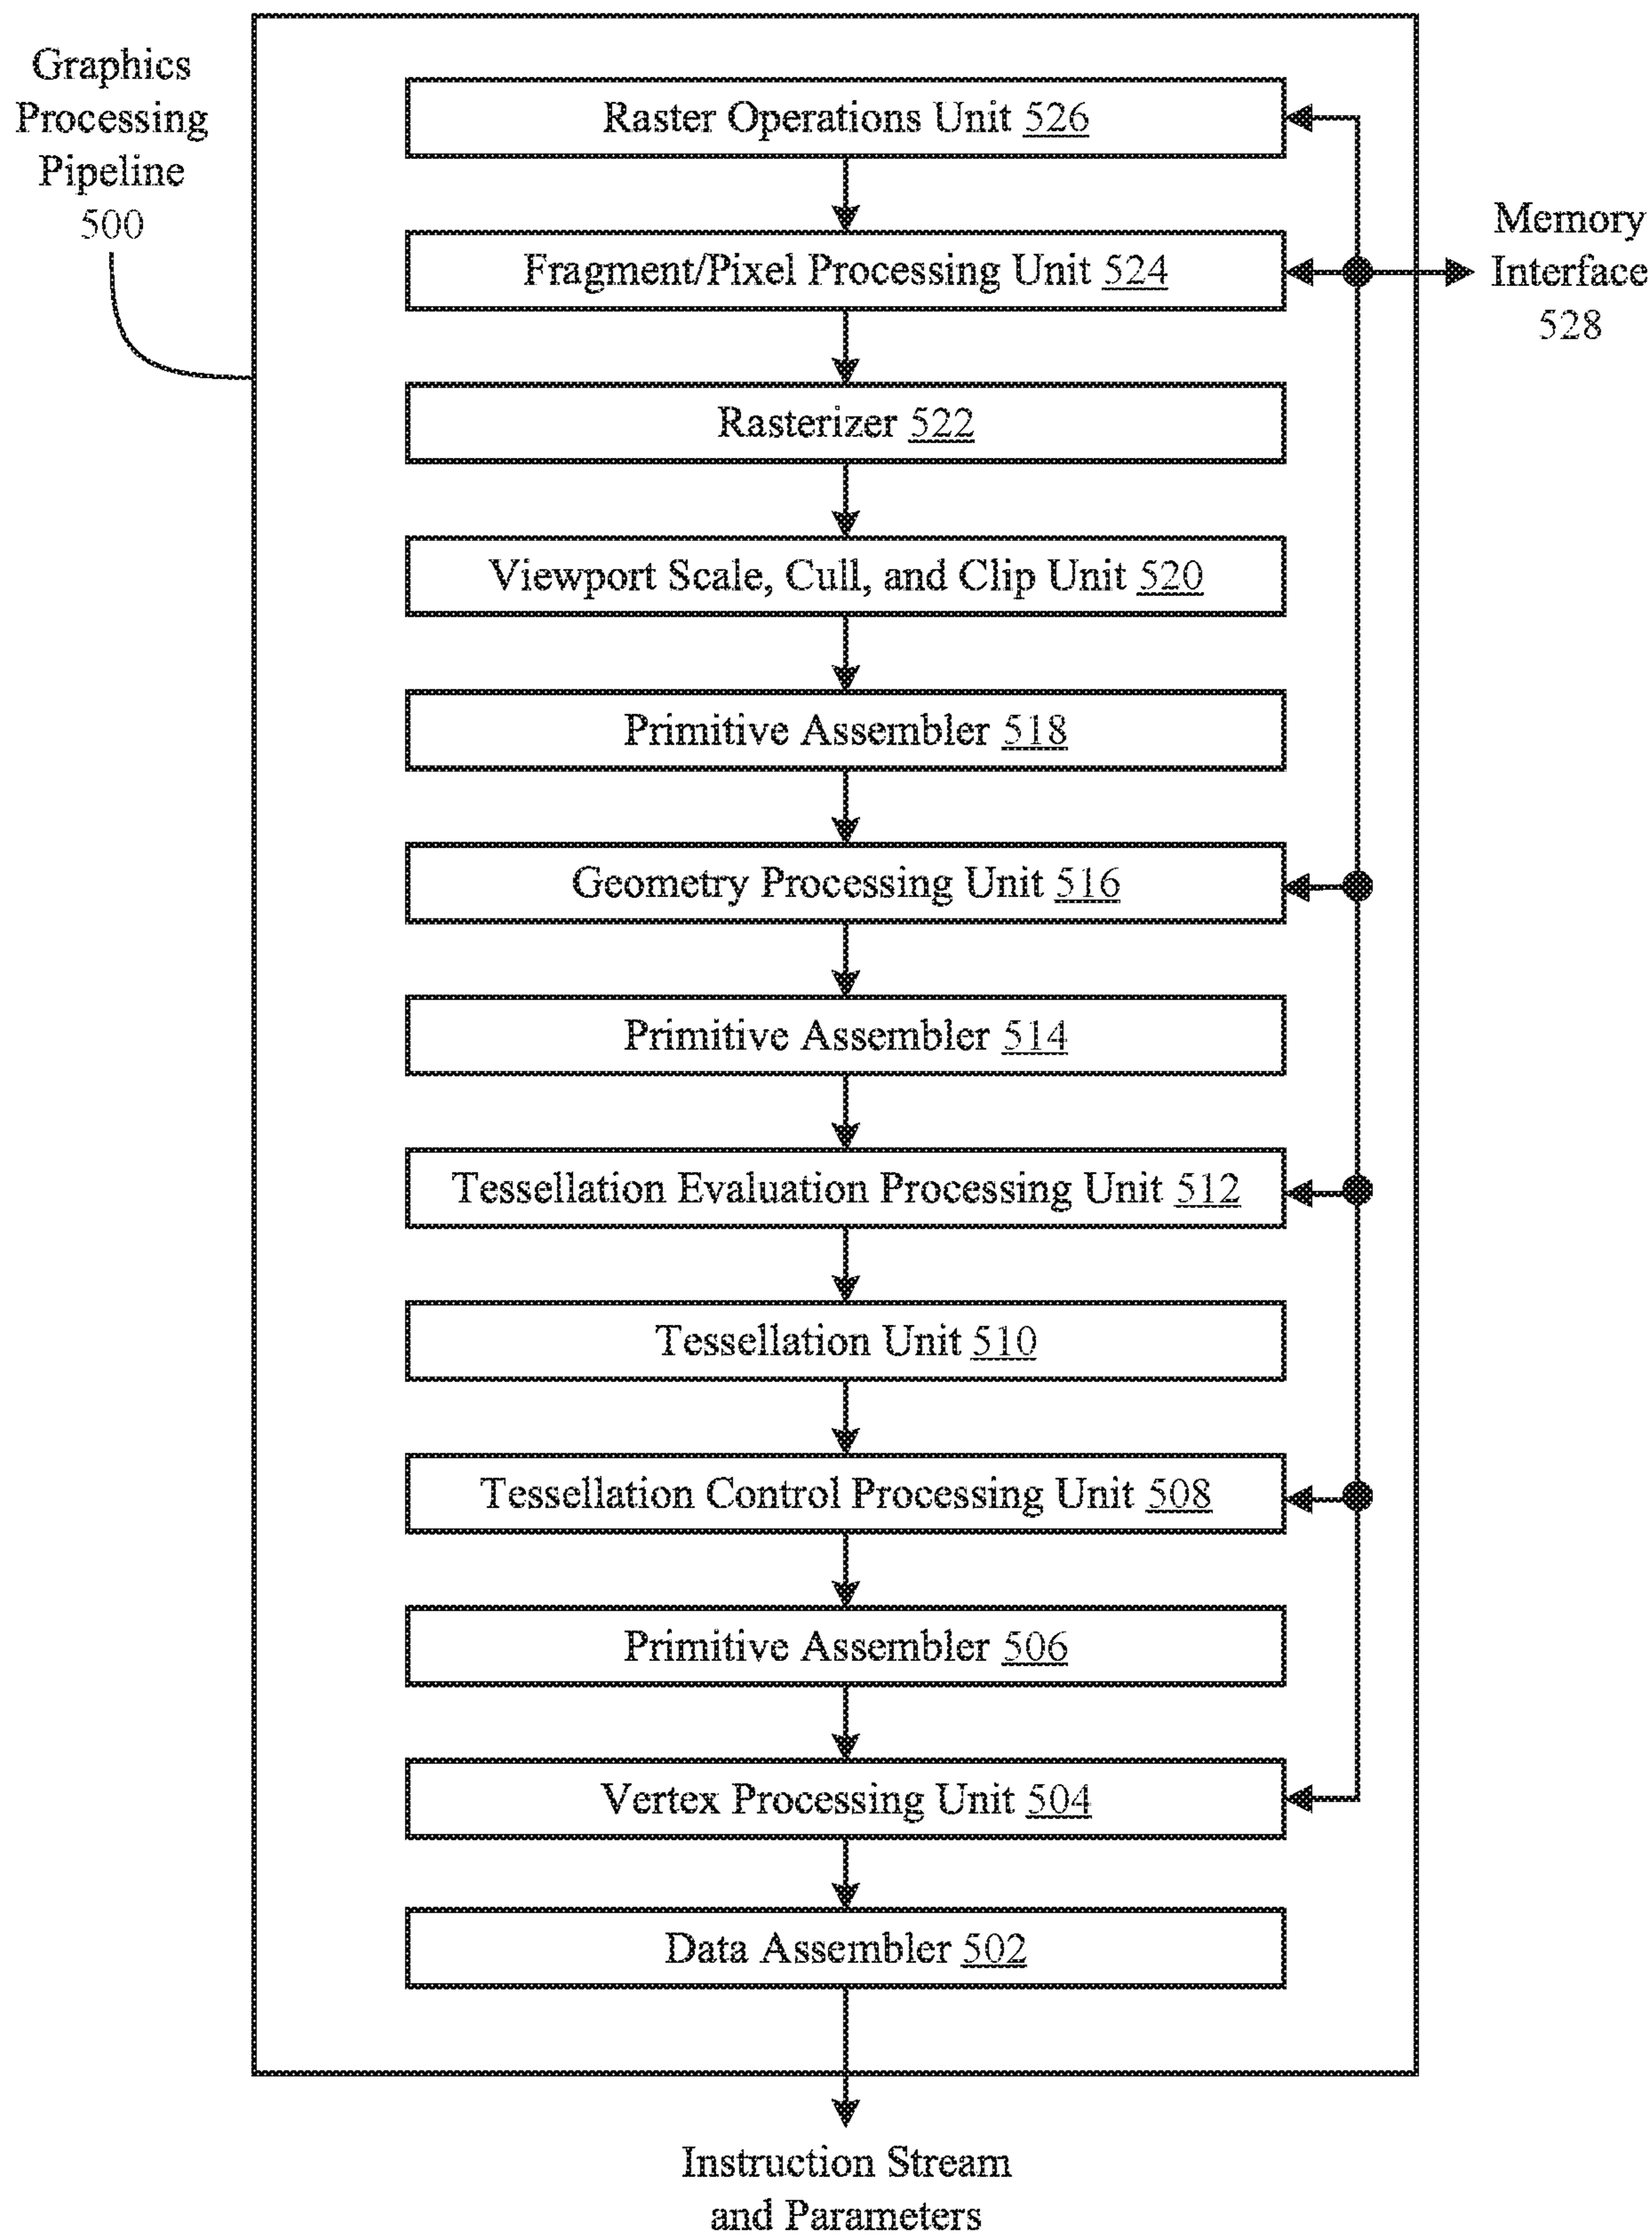 Graphics
Processing
Pipeline
500
Raster Operations Unit 526
Fragment/Pixel Processing Unit 524
Memory
Interface
528
Rasterizer 522
Viewport Scale, Cull, and Clip Unit 520
Primitive Assembler 518
Geometry Processing Unit 516
Primitive Assembler 514
Tessellation Evaluation Processing Unit 512
Tessellation Unit 510
Tessellation Control Processing Unit 508
Primitive Assembler 506
Vertex Processing Unit 504
Data Assembler 502
Instruction Stream
and Parameters